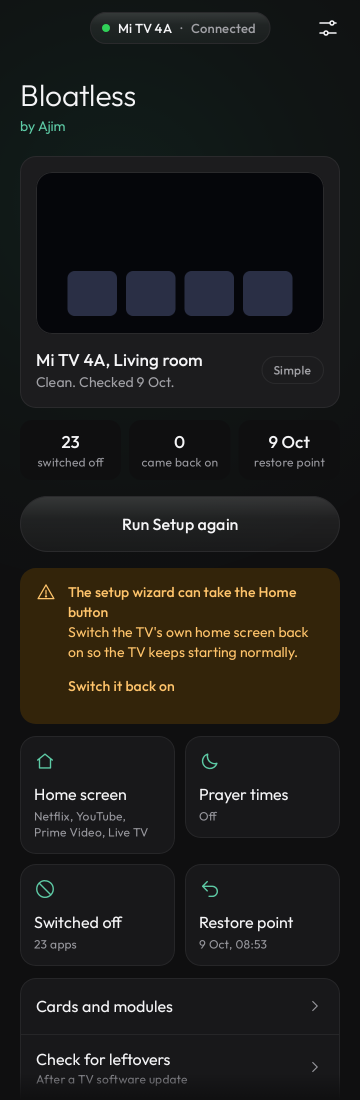 Mi TV 4A · Connected
Bloatless
by Ajim
Mi TV 4A, Living room
Clean. Checked 9 Oct.
Simple
23
switched off
0
came back on
9 Oct
restore point
Run Setup again
The setup wizard can take the Home
button
Switch the TV's own home screen back
on so the TV keeps starting normally.
Switch it back on
Home screen
Netflix, YouTube,
Prime Video, Live TV
Prayer times
Off
Switched off
23 apps
Restore point
9 Oct, 08:53
Cards and modules
Check for leftovers
After a TV software update